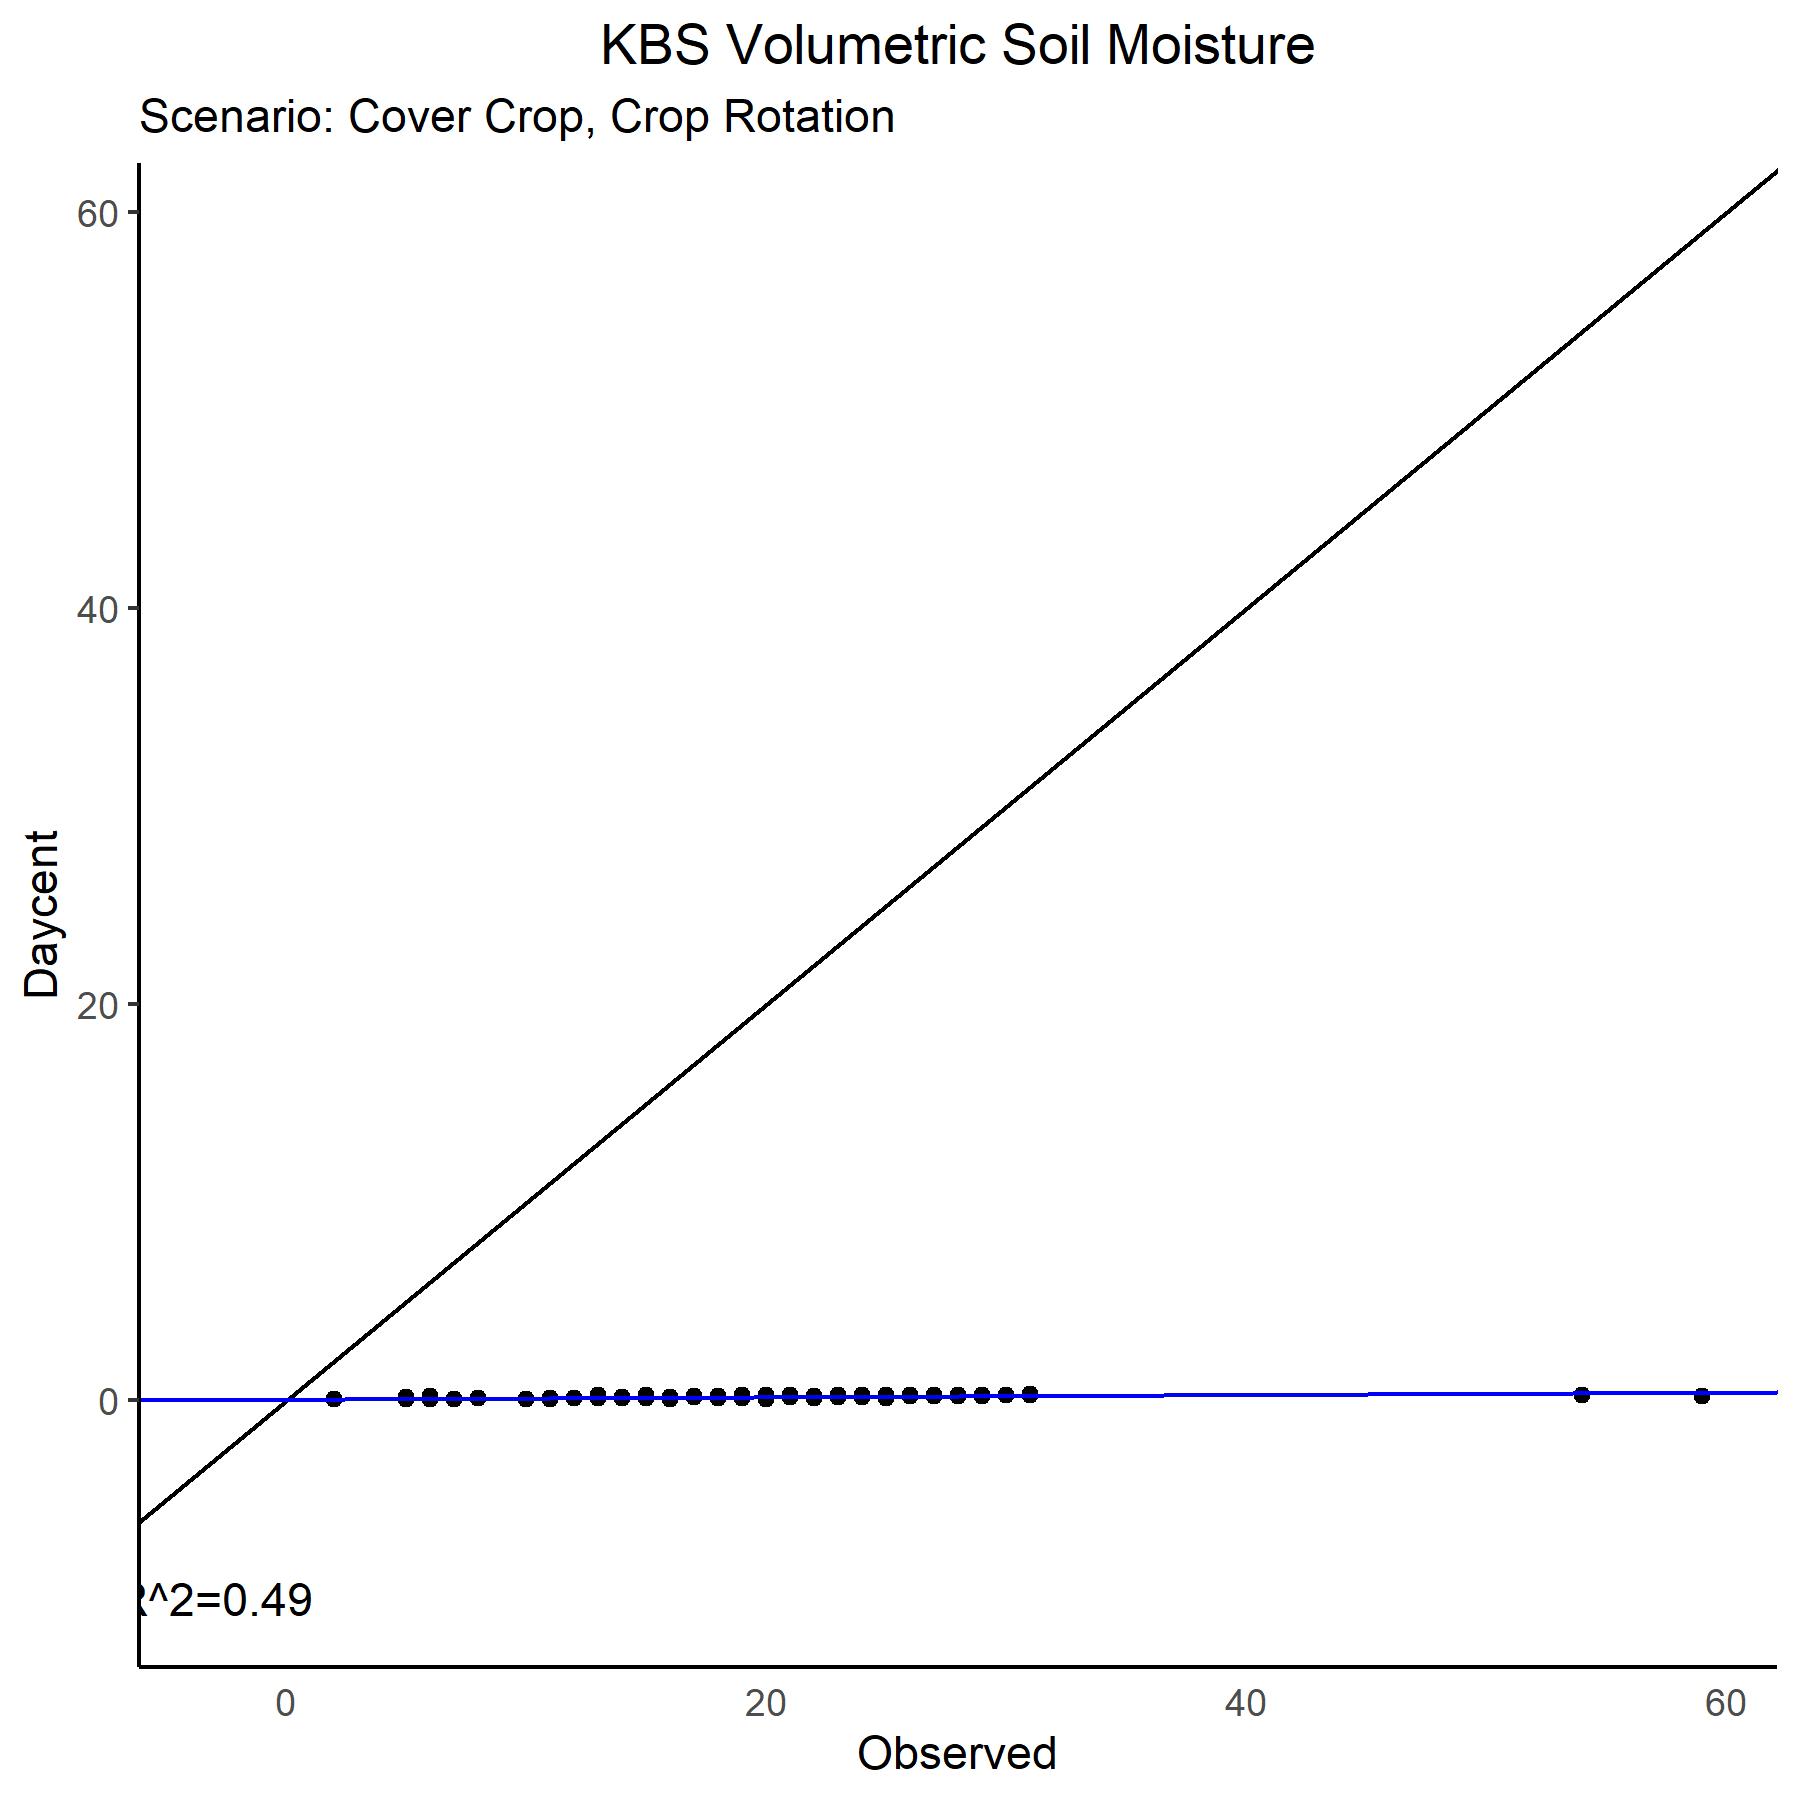 KBS Volumetric Soil Moisture
Scenario: Cover Crop, Crop Rotation
60
40
20
0
Daycent
R^2=0.49
0 20 40 60
Observed